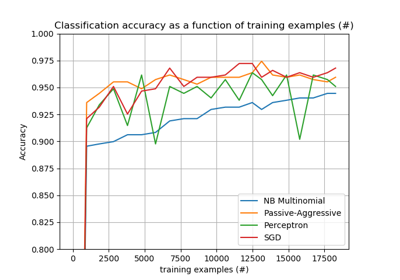 Classification accuracy as a function of training examples (#)
1.000
0.975
0.950
0.925
0.900
0.875
0.850
0.825
0.800
Accuracy
NB Multinomial
Passive-Aggressive
Perceptron
SGD
0 2500 5000 7500 10000 12500 15000 17500
training examples (#)